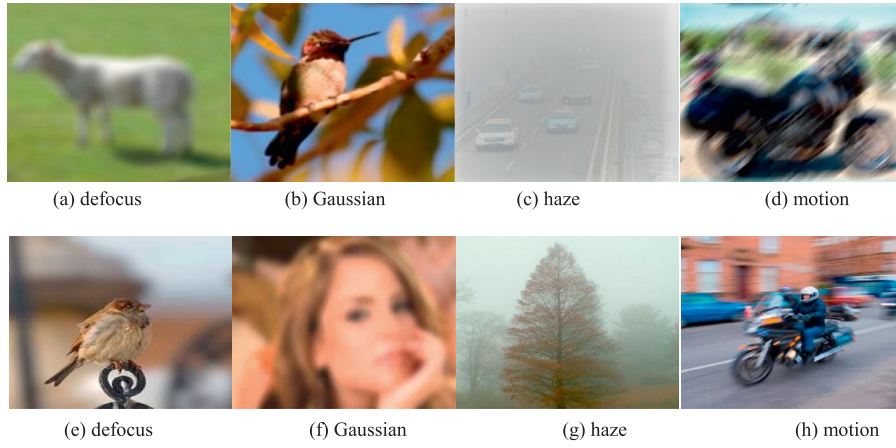 (a) defocus
(b) Gaussian
(c) haze
(d) motion
(e) defocus
(f) Gaussian
(g) haze
(h) motion